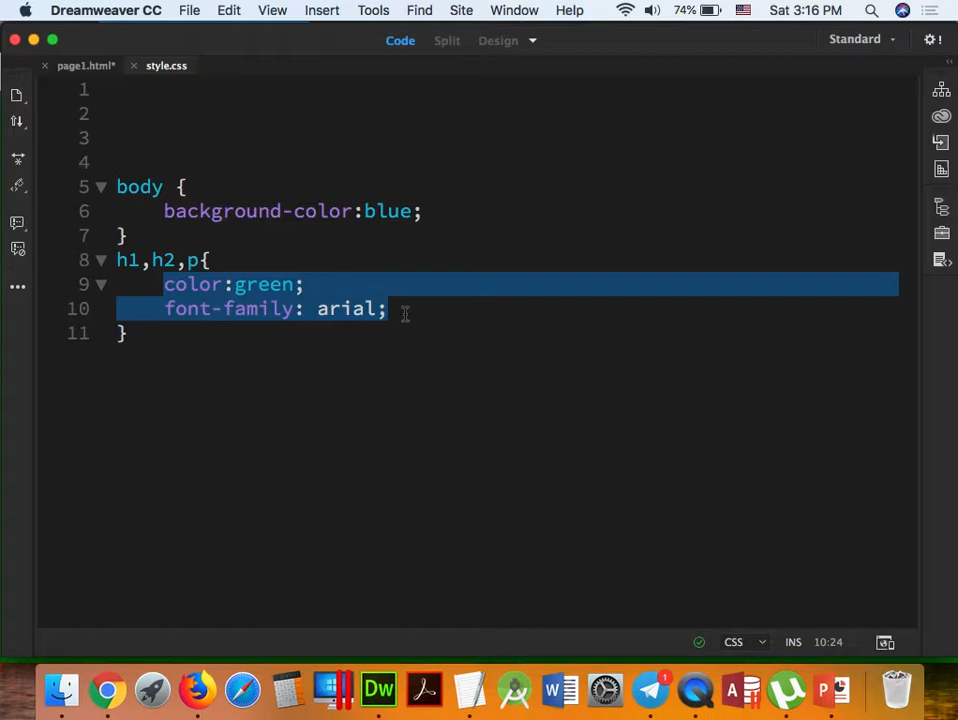 Dreamweaver CC File Edit View Insert Tools Find Site Window Help 74% Sat 3:16 PM
Code Split Design Standard
page1.html* style.css
1
2
3
4
5 body {
6 background-color:blue;
7 }
8 h1,h2,p{
9 color:green;
10 font-family: arial;
11 }
CSS INS 10:24
Dw W 1 A P